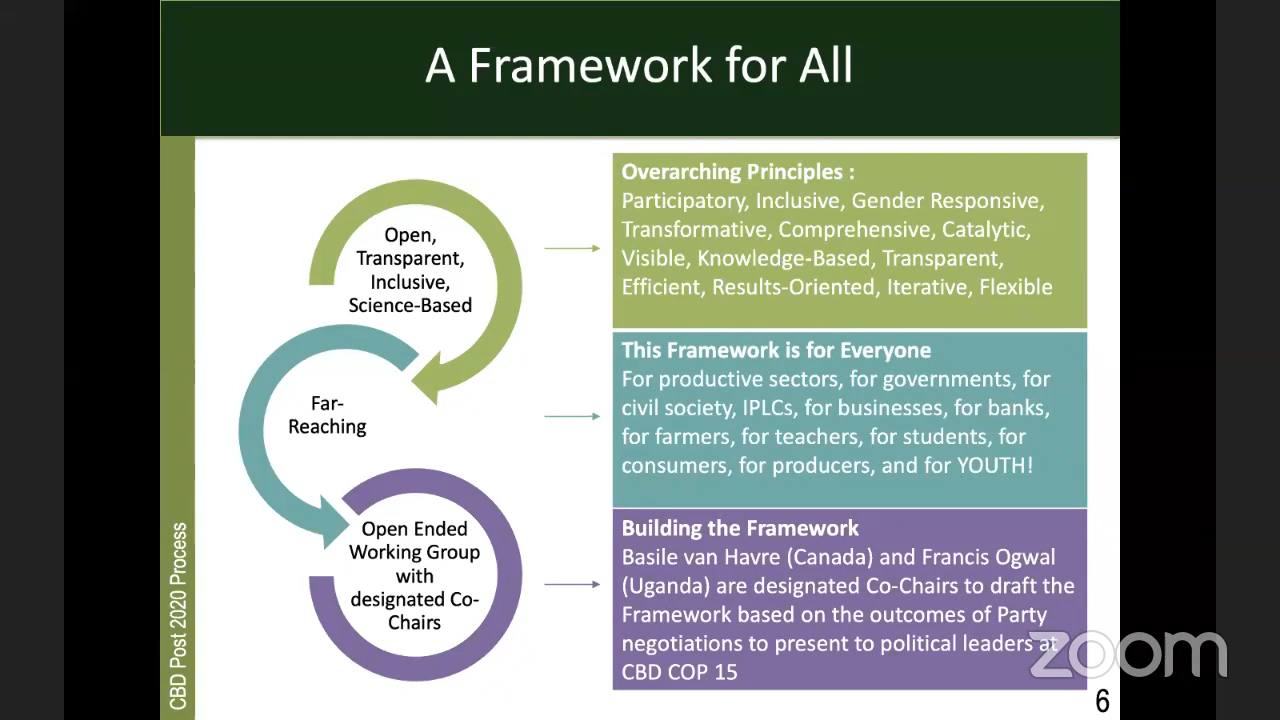 A Framework for All
Open,
Transparent,
Inclusive,
Science-Based
Overarching Principles :
Participatory, Inclusive, Gender Responsive,
Transformative, Comprehensive, Catalytic,
Visible, Knowledge-Based, Transparent,
Efficient, Results-Oriented, Iterative, Flexible
Far-
Reaching
This Framework is for Everyone
For productive sectors, for governments, for
civil society, IPLCs, for businesses, for banks,
for farmers, for teachers, for students, for
consumers, for producers, and for YOUTH!
Open Ended
Working Group
with
designated Co-
Chairs
Building the Framework
Basile van Havre (Canada) and Francis Ogwal
(Uganda) are designated Co-Chairs to draft the
Framework based on the outcomes of Party
negotiations to present to political leaders at
CBD COP 15
CBD Post 2020 Process
zoom
6